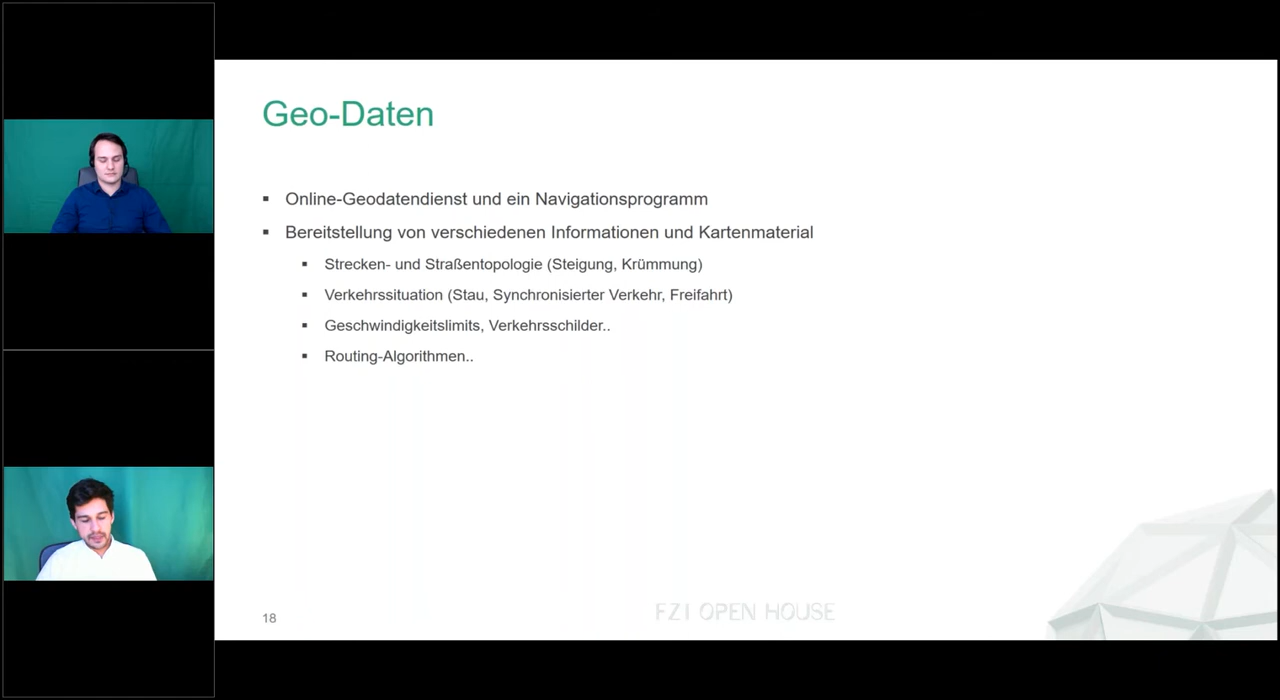 Geo-Daten
Online-Geodatendienst und ein Navigationsprogramm
Bereitstellung von verschiedenen Informationen und Kartenmaterial
Strecken- und Straßentopologie (Steigung, Krümmung)
Verkehrssituation (Stau, Synchronisierter Verkehr, Freifahrt)
Geschwindigkeitslimits, Verkehrsschilder..
Routing-Algorithmen..
18
FZI OPEN HOUSE